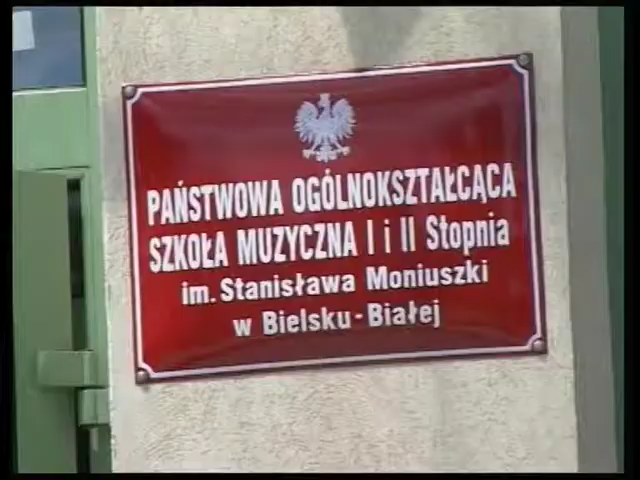 PAŃSTWOWA OGÓLNOKSZTAŁCĄCA
SZKOŁA MUZYCZNA I i II Stopnia
im. Stanisława Moniuszki
w Bielsku-Białej